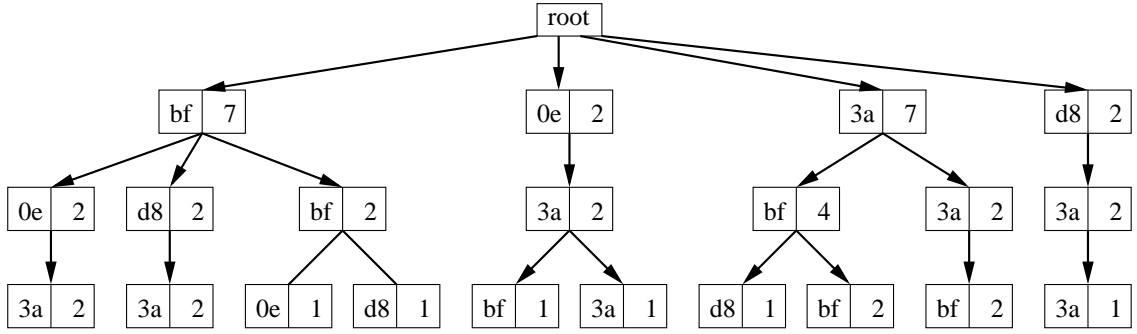 root
bf 7 0e 2 3a 7 d8 2
0e 2 d8 2 bf 2 3a 2 bf 4 3a 2 3a 2
3a 2 3a 2 0e 1 d8 1 bf 1 3a 1 d8 1 bf 2 bf 2 3a 1